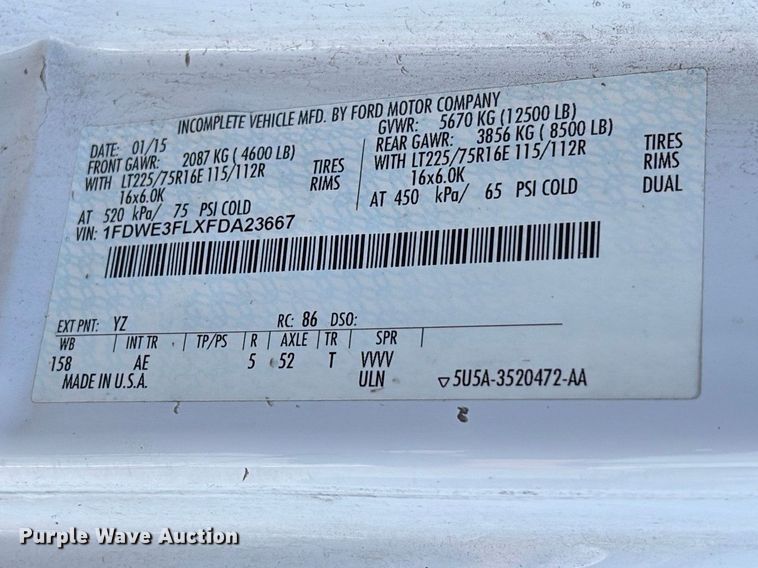 INCOMPLETE VEHICLE MFD. BY FORD MOTOR COMPANY
DATE: 01/15 GVWR: 5670 KG (12500 LB)
FRONT GAWR: 2087 KG ( 4600 LB) REAR GAWR: 3856 KG ( 8500 LB)
WITH LT225/75R16E 115/112R TIRES WITH LT225/75R16E 115/112R TIRES
16x6.0K RIMS 16x6.0K RIMS
AT 520 kPa/ 75 PSI COLD AT 450 kPa/ 65 PSI COLD DUAL
VIN: 1FDWE3FLXFDA23667
EXT PNT: YZ RC: 86 DSO:
WB INT TR TP/PS R AXLE TR SPR
158 AE 5 52 T VVVV
MADE IN U.S.A. ULN ▽5U5A-3520472-AA
Purple Wave Auction